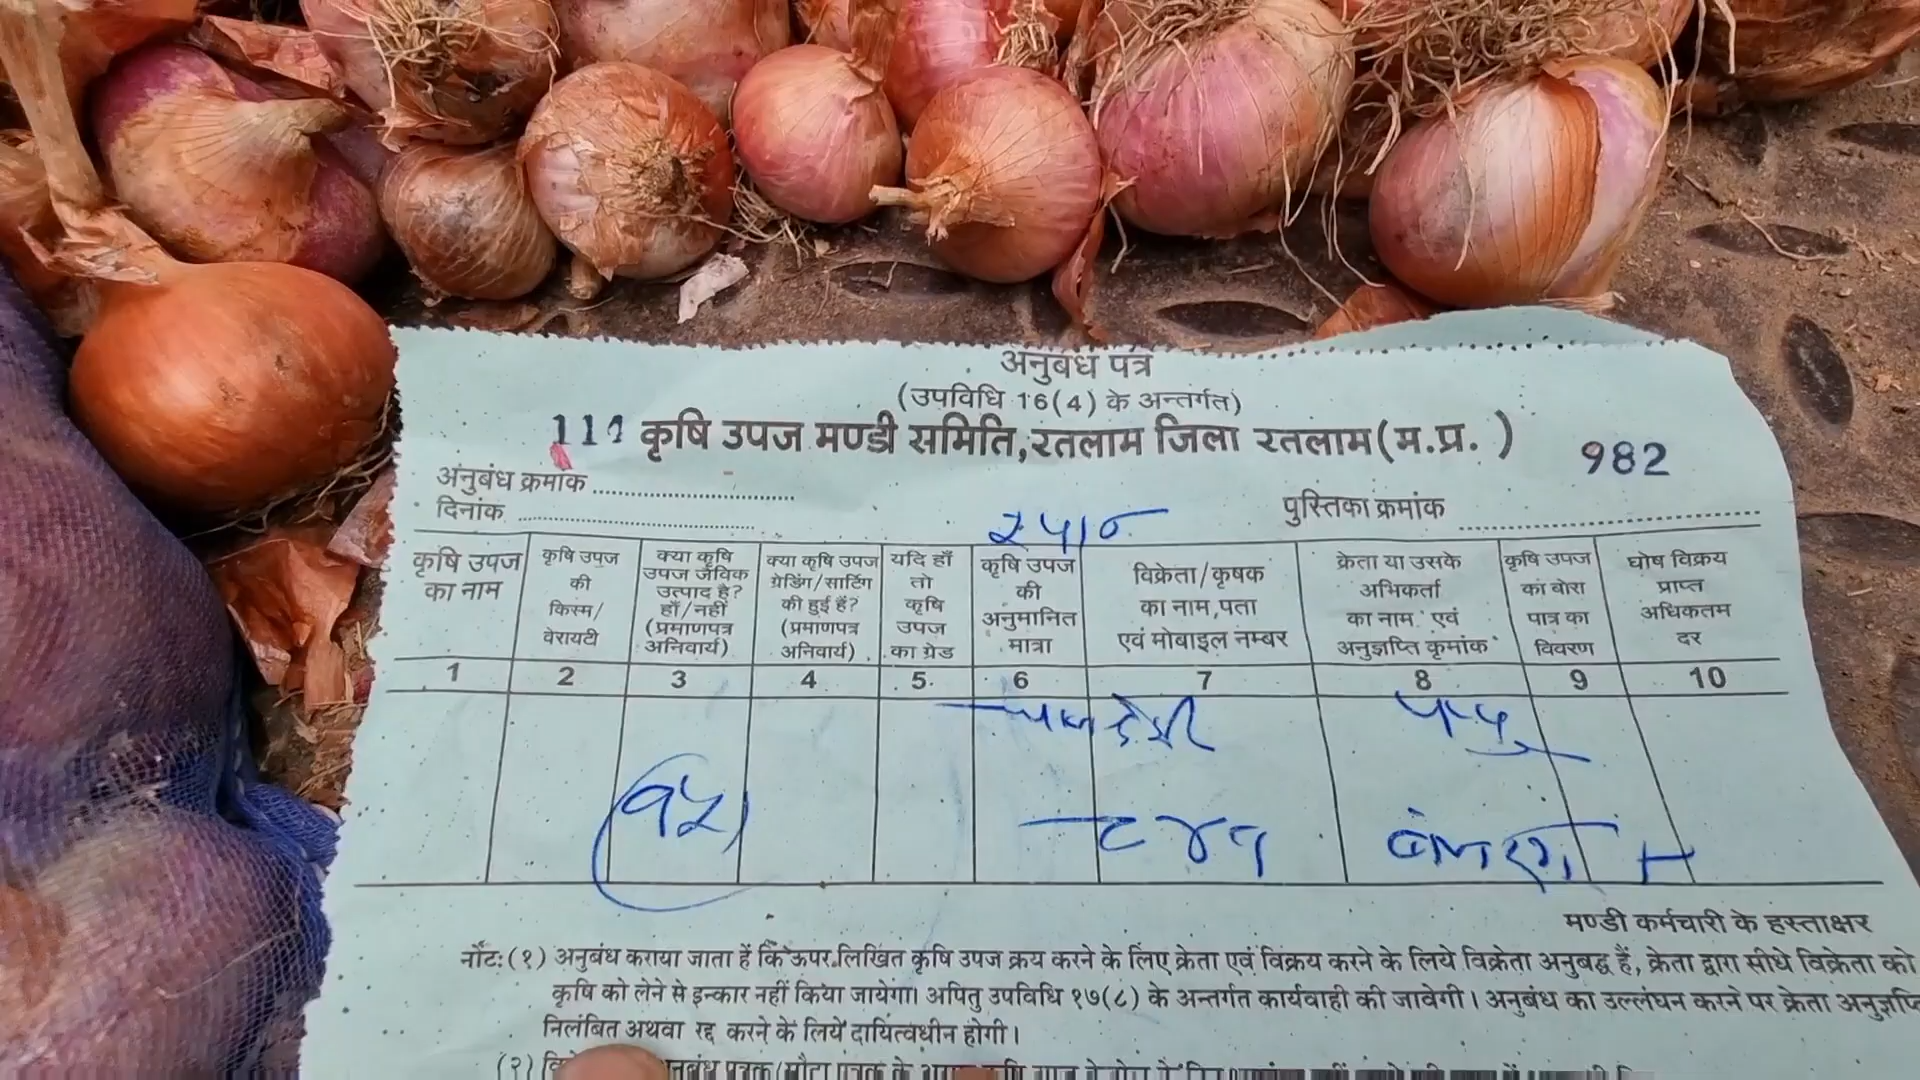 अनुबंध पत्र
(उपविधि 16(4) के अन्तर्गत)
111 कृषि उपज मण्डी समिति,रतलाम जिला रतलाम(म.प्र. )
982
अंनुबंध क्रमांक ........................
दिनांक ........................
पुस्तिका क्रमांक ........................
कृषि उपज का नाम
कृषि उपज की किस्म/ वेरायटी
क्या कृषि उपज जैविक उत्पाद है? हाँ/नहीं (प्रमाणपत्र अनिवार्य)
क्या कृषि उपज ग्रेडिंग/सार्टिंग की हुई हैं? (प्रमाणपत्र अनिवार्य)
यदि हाँ तो कृषि उपज का ग्रेड
कृषि उपज की अनुमानित मात्रा
विक्रेता/कृषक का नाम,पता एवं मोबाइल नम्बर
क्रेता या उसके अभिकर्ता का नाम एवं अनुज्ञप्ति कृमांक
कृषि उपज का बोरा पात्र का विवरण
घोष विक्रय प्राप्त अधिकतम दर
1 2 3 4 5. 6 7 8 9 10
मण्डी कर्मचारी के हस्ताक्षर
नोंटः(१) अनुबंध कराया जाता हैं कि ऊपर लिखित कृषि उपज क्रय करने के लिए क्रेता एवं विक्रय करने के लिये विक्रेता अनुबद्ध हैं, क्रेता द्वारा सीधे विक्रेता को
कृषि को लेने से इन्कार नहीं किया जायेगा। अपितु उपविधि १७(८) के अन्तर्गत कार्यवाही की जावेगी। अनुबंध का उल्लंघन करने पर क्रेता अनुज्ञप्ति
निलंबित अथवा रद्द करने के लिये दायित्वधीन होगी।
(२)